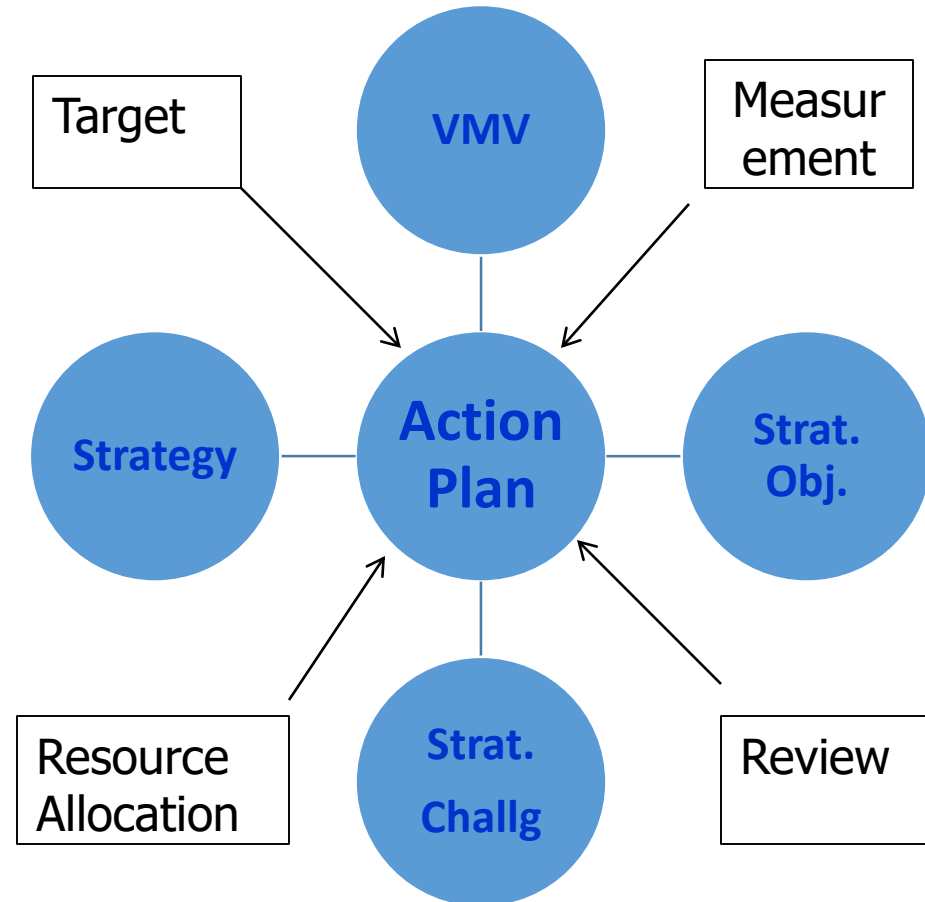 Target
VMV
Measur
ement
Strategy
Action
Plan
Strat.
Obj.
Resource
Allocation
Strat.
Challg
Review